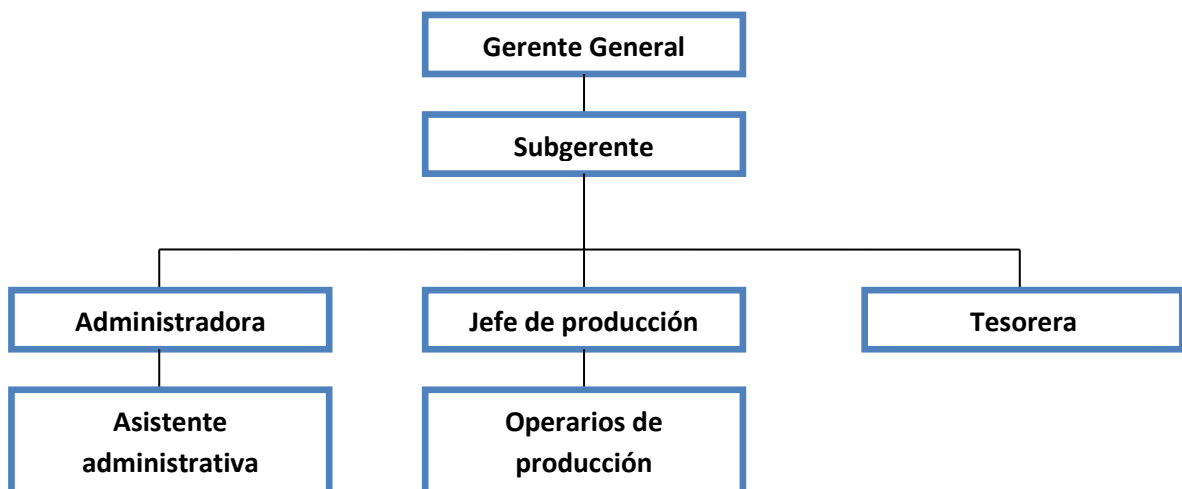 Gerente General
Subgerente
Administradora
Jefe de producción
Tesorera
Asistente
administrativa
Operarios de
producción